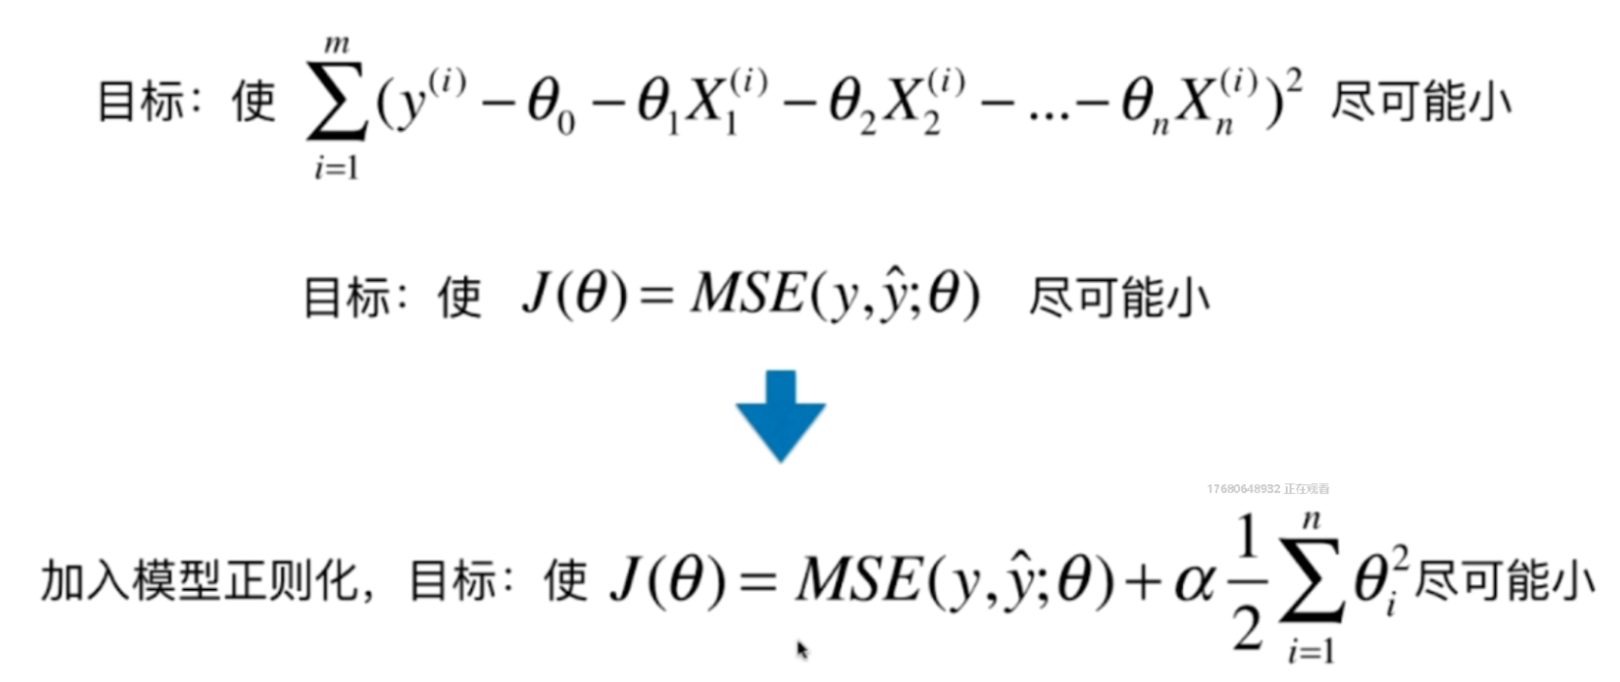 目标：使 $\sum_{i=1}^{m}(y^{(i)}-\theta_0-\theta_1X_1^{(i)}-\theta_2X_2^{(i)}-...-\theta_nX_n^{(i)})^2$ 尽可能小
目标：使 $J(\theta)=MSE(y,\hat{y};\theta)$ 尽可能小
17680648932 正在观看
加入模型正则化，目标：使 $J(\theta)=MSE(y,\hat{y};\theta)+\alpha\frac{1}{2}\sum_{i=1}^{n}\theta_i^2$ 尽可能小